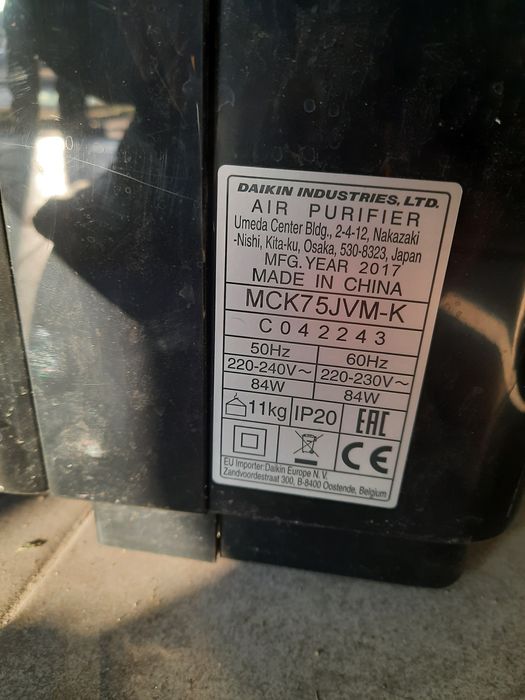 DAIKIN INDUSTRIES, LTD.
AIR PURIFIER
Umeda Center Bldg., 2-4-12, Nakazaki
-Nishi, Kita-ku, Osaka, 530-8323, Japan
MFG. YEAR 2017
MADE IN CHINA
MCK75JVM-K
C042243
50Hz 60Hz
220-240V~ 220-230V~
84W 84W
11kg IP20 EAC
CE
EU Importer:Daikin Europe N. V.
Zandvoordestraat 300, B-8400 Oostende, Belgium